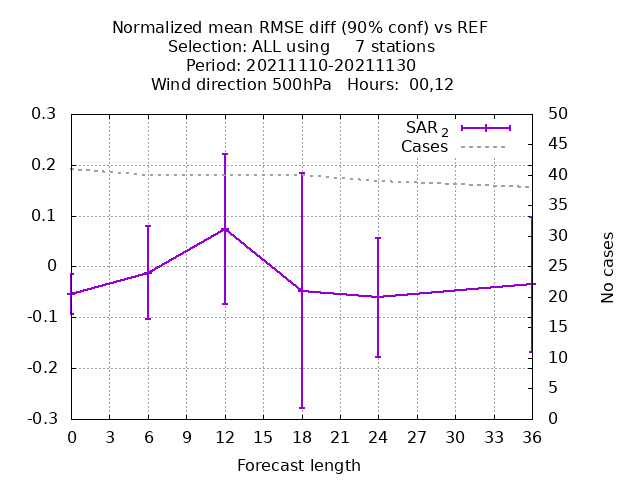 Normalized mean RMSE diff (90% conf) vs REF
Selection: ALL using     7 stations
Period: 20211110-20211130
Wind direction 500hPa   Hours:  00,12
0.3
0.2
0.1
0
-0.1
-0.2
-0.3
SAR 2
Cases
50
45
40
35
30
25
20
15
10
5
0
No cases
0 3 6 9 12 15 18 21 24 27 30 33 36
Forecast length